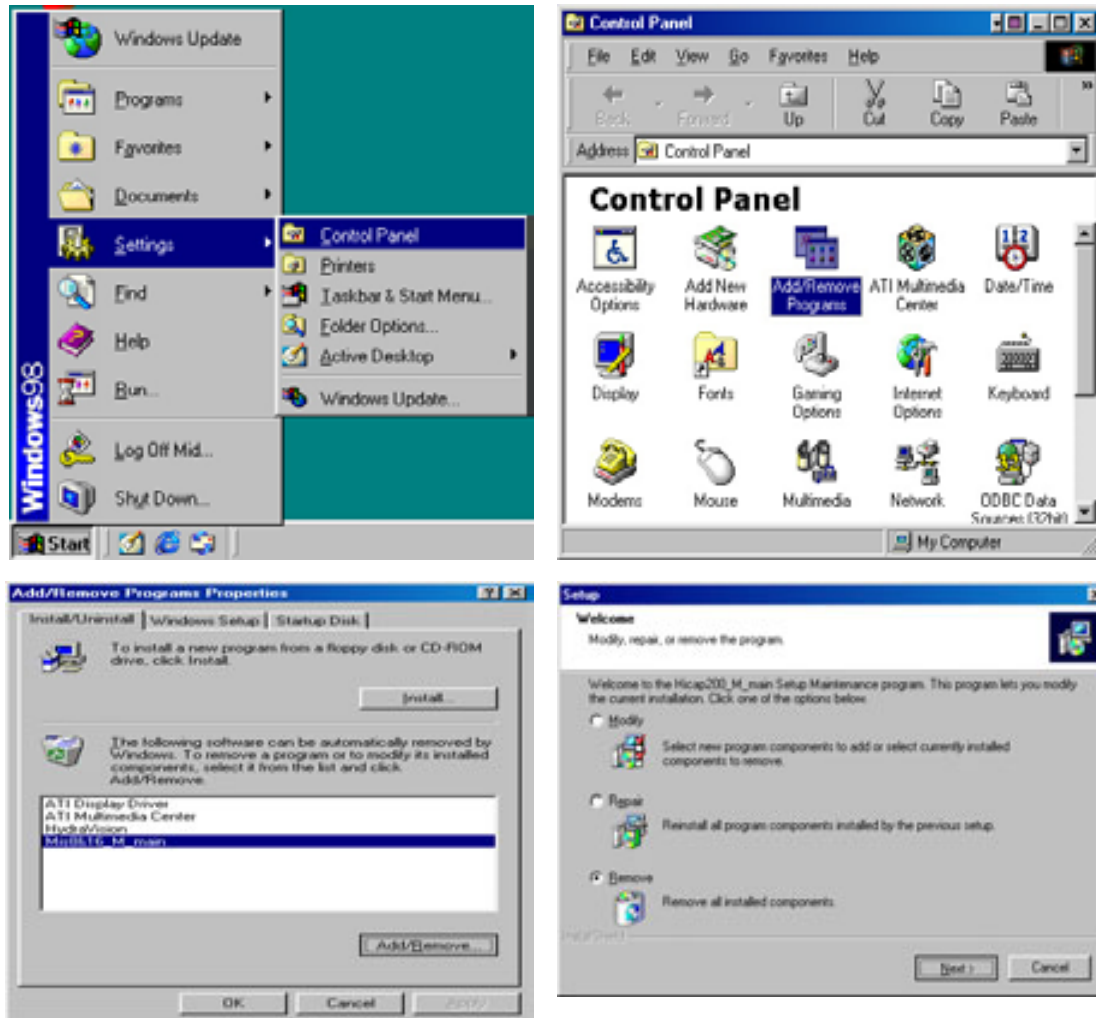 Windows Update
Programs
Favorites
Documents
Settings
Find
Help
Run...
Log Off Mid...
Shut Down...
Windows98
Control Panel
Printers
Taskbar & Start Menu...
Folder Options...
Active Desktop
Windows Update...
Start
Control Panel
File Edit View Go Favorites Help
Back Forward Up Cut Copy Paste
Address Control Panel
Control Panel
Accessibility Options
Add New Hardware
Add/Remove Programs
ATI Multimedia Center
Date/Time
Display
Fonts
Gaming Options
Internet Options
Keyboard
Modems
Mouse
Multimedia
Network
ODBC Data Sources (32bit)
My Computer
Add/Remove Programs Properties
Install/Uninstall Windows Setup Startup Disk
To install a new program from a floppy disk or CD-ROM
drive, click Install.
Install...
The following software can be automatically removed by
Windows. To remove a program or to modify its installed
components, select it from the list and click
Add/Remove.
ATI Display Driver
ATI Multimedia Center
HydraVision
Add/Remove...
OK Cancel Apply
Setup
Welcome
Modify, repair, or remove the program.
Welcome to the Hicap200_M_main Setup Maintenance program. This program lets you modify
the current installation. Click one of the options below.
Modify
Select new program components to add or select currently installed
components to remove.
Repair
Reinstall all program components installed by the previous setup.
Remove
Remove all installed components.
InstallShield
Next > Cancel